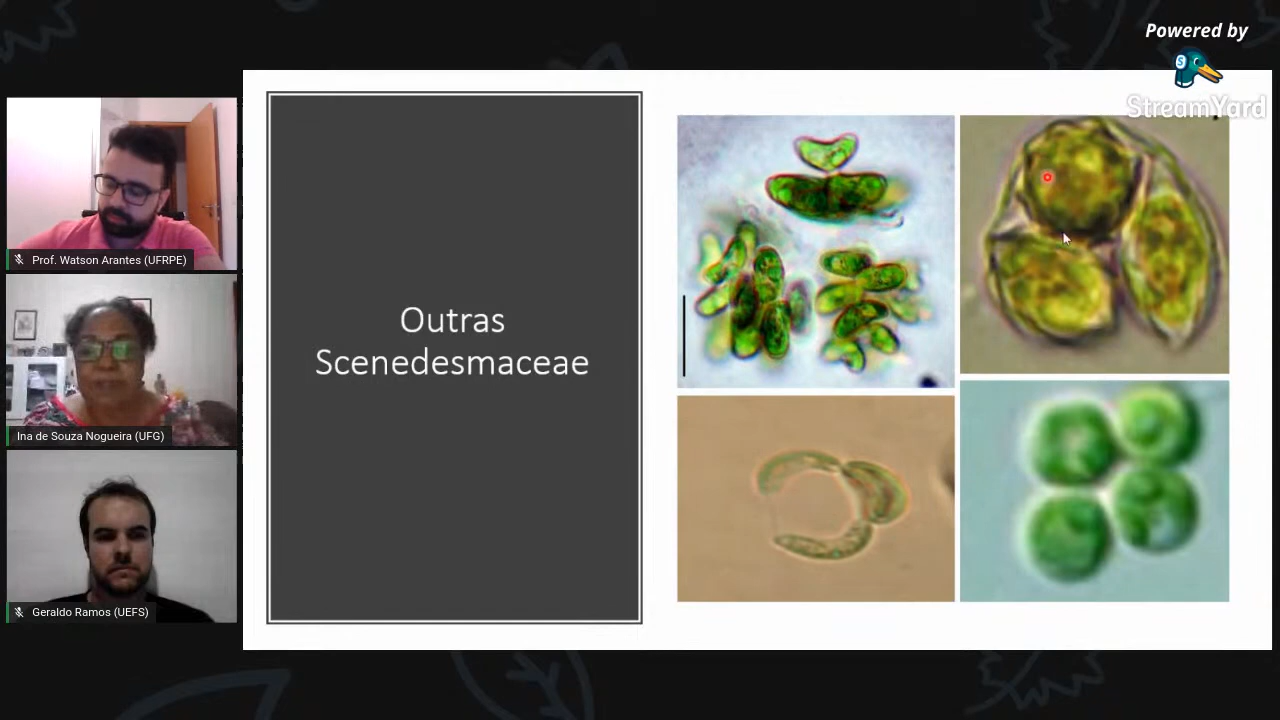 Powered by
StreamYard
Prof. Watson Arantes (UFRPE)
Ina de Souza Nogueira (UFG)
Geraldo Ramos (UEFS)
Outras
Scenedesmaceae